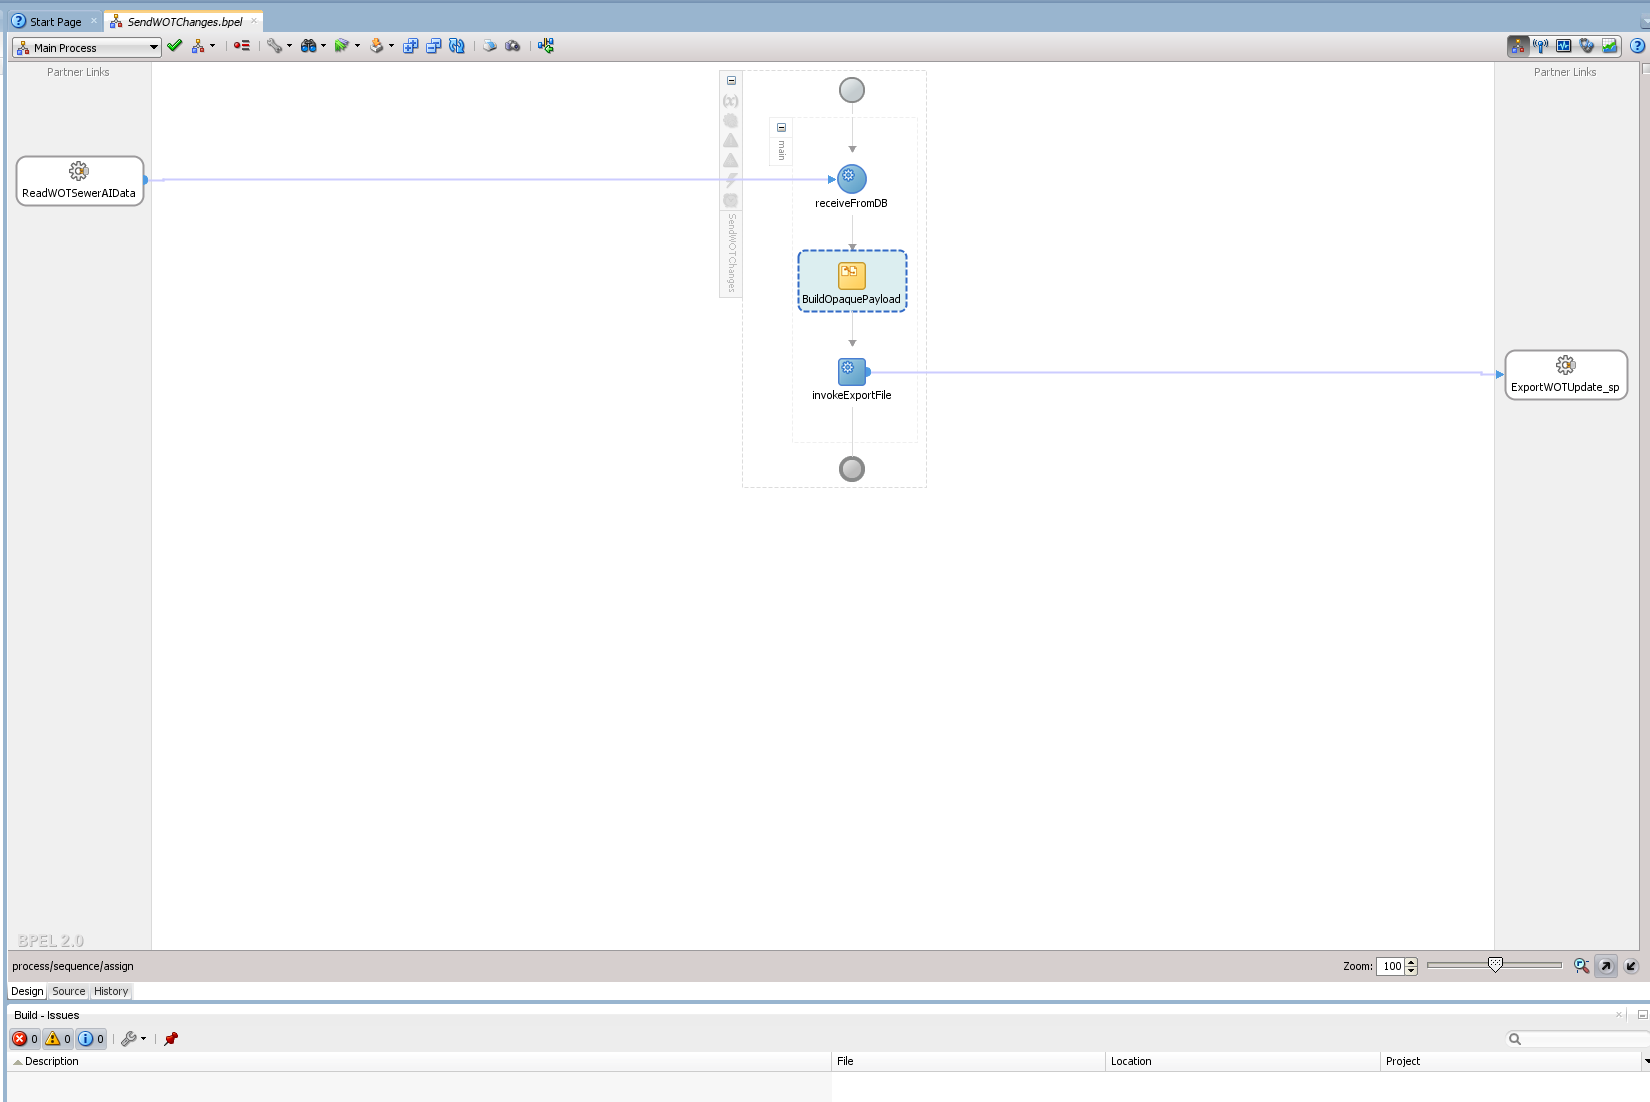 Start Page
SendWOTChanges.bpel
Main Process
Partner Links
Partner Links
main
ReadWOTSewerAIData
receiveFromDB
SendWOTChanges
BuildOpaquePayload
invokeExportFile
ExportWOTUpdate_sp
BPEL 2.0
process/sequence/assign
Zoom: 100
Design Source History
Build - Issues
0 0 0
Description File Location Project